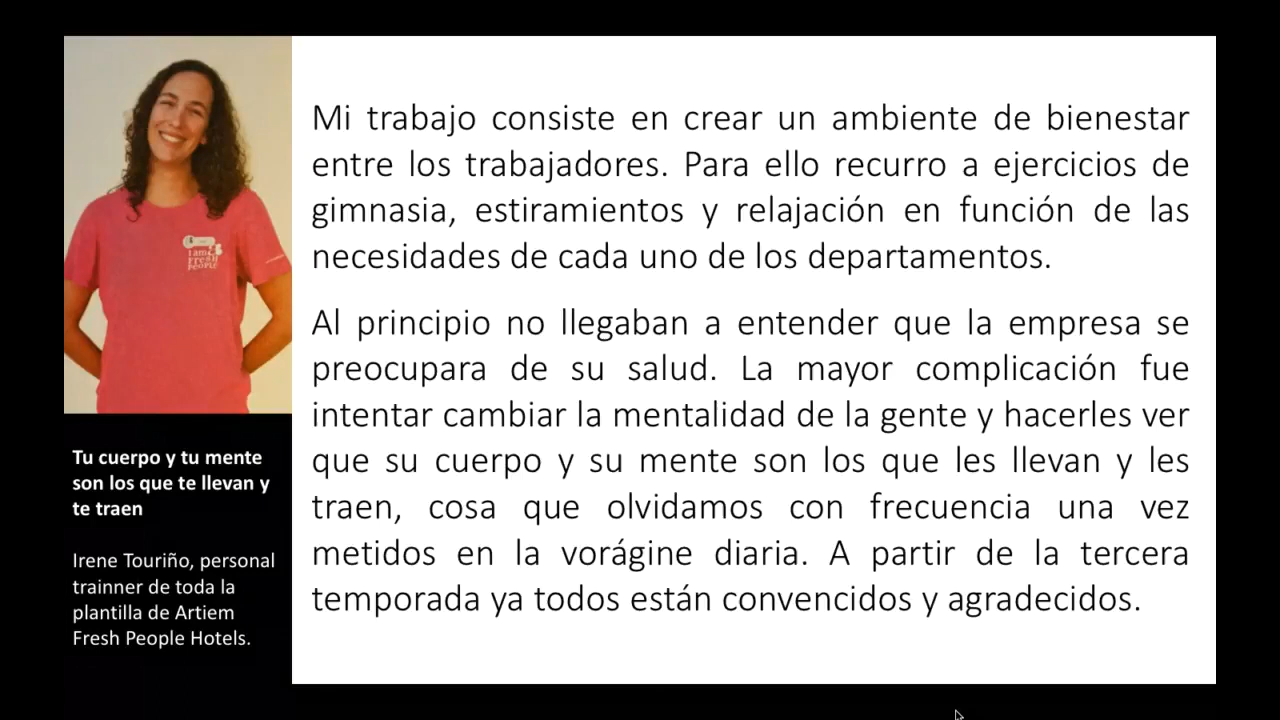 I am
FRESH
PEOPLE
Tu cuerpo y tu mente
son los que te llevan y
te traen
Irene Touriño, personal
trainner de toda la
plantilla de Artiem
Fresh People Hotels.
Mi trabajo consiste en crear un ambiente de bienestar
entre los trabajadores. Para ello recurro a ejercicios de
gimnasia, estiramientos y relajación en función de las
necesidades de cada uno de los departamentos.
Al principio no llegaban a entender que la empresa se
preocupara de su salud. La mayor complicación fue
intentar cambiar la mentalidad de la gente y hacerles ver
que su cuerpo y su mente son los que les llevan y les
traen, cosa que olvidamos con frecuencia una vez
metidos en la vorágine diaria. A partir de la tercera
temporada ya todos están convencidos y agradecidos.